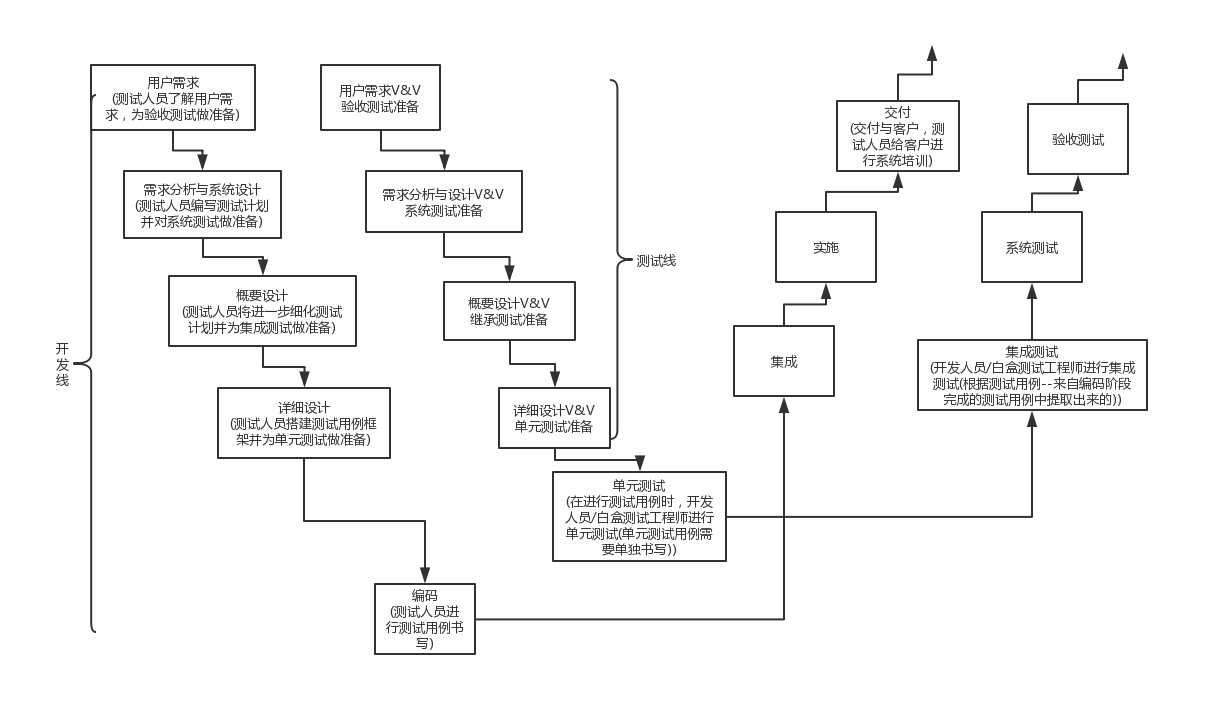 用户需求
(测试人员了解用户需
求，为验收测试做准备)
用户需求V&V
验收测试准备
需求分析与系统设计
(测试人员编写测试计划
并对系统测试做准备)
需求分析与设计V&V
系统测试准备
概要设计
(测试人员将进一步细化测试
计划并为集成测试做准备)
概要设计V&V
继承测试准备
详细设计
(测试人员搭建测试用例框
架并为单元测试做准备)
详细设计V&V
单元测试准备
开
发
线
测试线
编码
(测试人员进
行测试用例书
写)
单元测试
(在进行测试用例时，开发
人员/白盒测试工程师进行
单元测试(单元测试用例需
要单独书写))
交付
(交付与客户，测
试人员给客户进
行系统培训)
实施
集成
验收测试
系统测试
集成测试
(开发人员/白盒测试工程师进行集成
测试(根据测试用例--来自编码阶段
完成的测试用例中提取出来的))